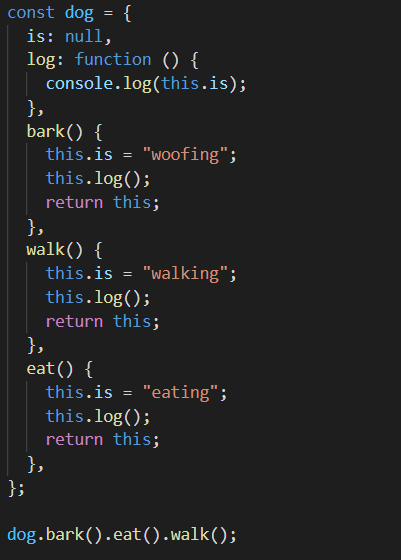 const dog = {
  is: null,
  log: function () {
    console.log(this.is);
  },
  bark() {
    this.is = "woofing";
    this.log();
    return this;
  },
  walk() {
    this.is = "walking";
    this.log();
    return this;
  },
  eat() {
    this.is = "eating";
    this.log();
    return this;
  },
};

dog.bark().eat().walk();